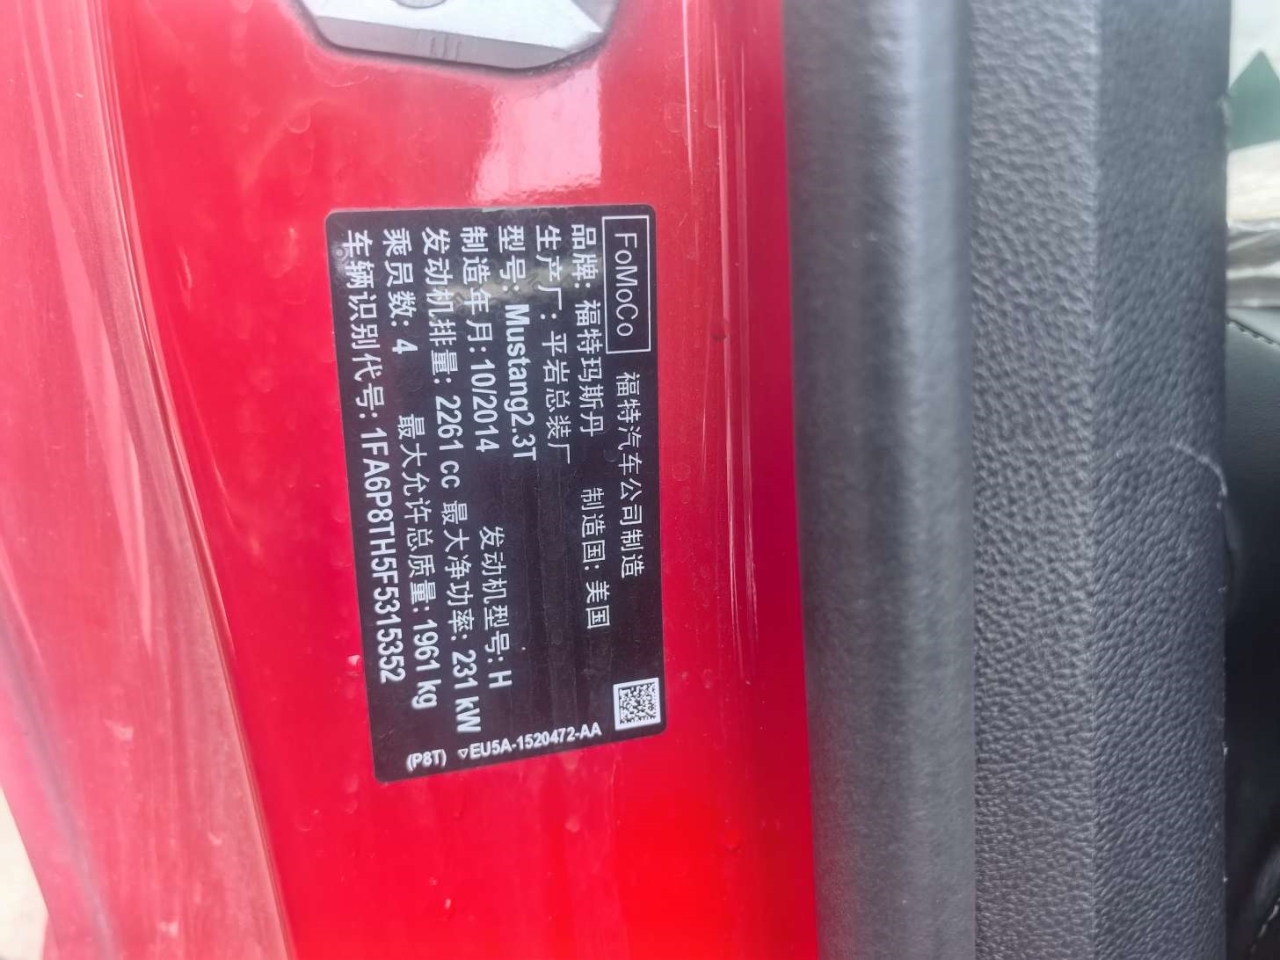 FoMoCo 福特汽车公司制造
品牌: 福特玛斯丹 制造国: 美国
生产厂: 平岩总装厂
型号: Mustang2.3T 发动机型号: H
制造年月: 10/2014
发动机排量: 2261 cc 最大净功率: 231 kW
乘员数: 4 最大允许总质量: 1961 kg
车辆识别代号: 1FA6P8TH5F5315352
(P8T) ▽EU5A-1520472-AA